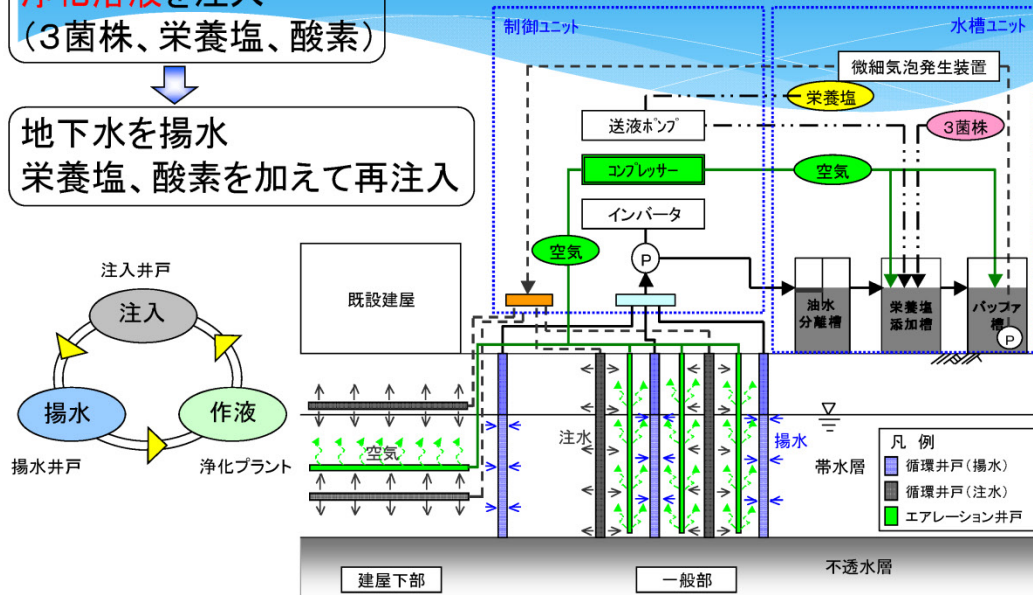 浄化溶液を注入
(3菌株、栄養塩、酸素)
地下水を揚水
栄養塩、酸素を加えて再注入
注入井戸
注入
揚水
作液
揚水井戸
浄化プラント
制御ユニット
水槽ユニット
微細気泡発生装置
栄養塩
送液ポンプ
3菌株
コンプレッサー
空気
インバータ
空気
P
既設建屋
油水
分離槽
栄養塩
添加槽
バッファ
槽
P
注水
揚水
空気
帯水層
凡 例
循環井戸(揚水)
循環井戸(注水)
エアレーション井戸
不透水層
建屋下部
一般部